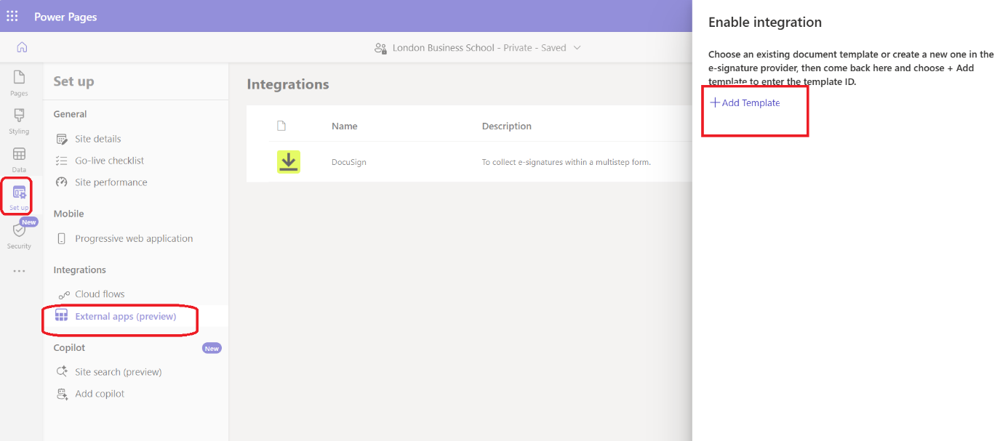 Power Pages
London Business School - Private - Saved
Pages
Styling
Data
Set up
New
Security
Set up
General
Site details
Go-live checklist
Site performance
Mobile
Progressive web application
Integrations
Cloud flows
External apps (preview)
Copilot
New
Site search (preview)
Add copilot
Integrations
Name
Description
DocuSign
To collect e-signatures within a multistep form.
Enable integration
Choose an existing document template or create a new one in the
e-signature provider, then come back here and choose + Add
template to enter the template ID.
+ Add Template